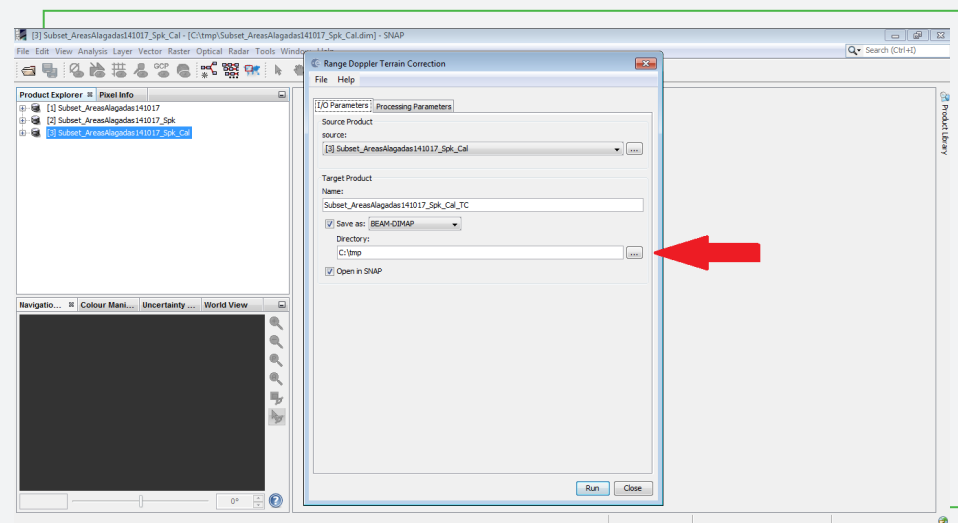 [3] Subset_AreasAlagadas141017_Spk_Cal - [C:\tmp\Subset_AreasAlagadas141017_Spk_Cal.dim] - SNAP
File Edit View Analysis Layer Vector Raster Optical Radar Tools Window
Search (Ctrl+I)
GCP
Product Explorer Pixel Info
[1] Subset_AreasAlagadas141017
[2] Subset_AreasAlagadas141017_Spk
[3] Subset_AreasAlagadas141017_Spk_Cal
Range Doppler Terrain Correction
File Help
I/O Parameters Processing Parameters
Source Product
source:
[3] Subset_AreasAlagadas141017_Spk_Cal
...
Target Product
Name:
Subset_AreasAlagadas141017_Spk_Cal_TC
Save as: BEAM-DIMAP
Directory:
C:\tmp
...
Open in SNAP
Run Close
Product Library
Navigatio... Colour Mani... Uncertainty ... World View
0°